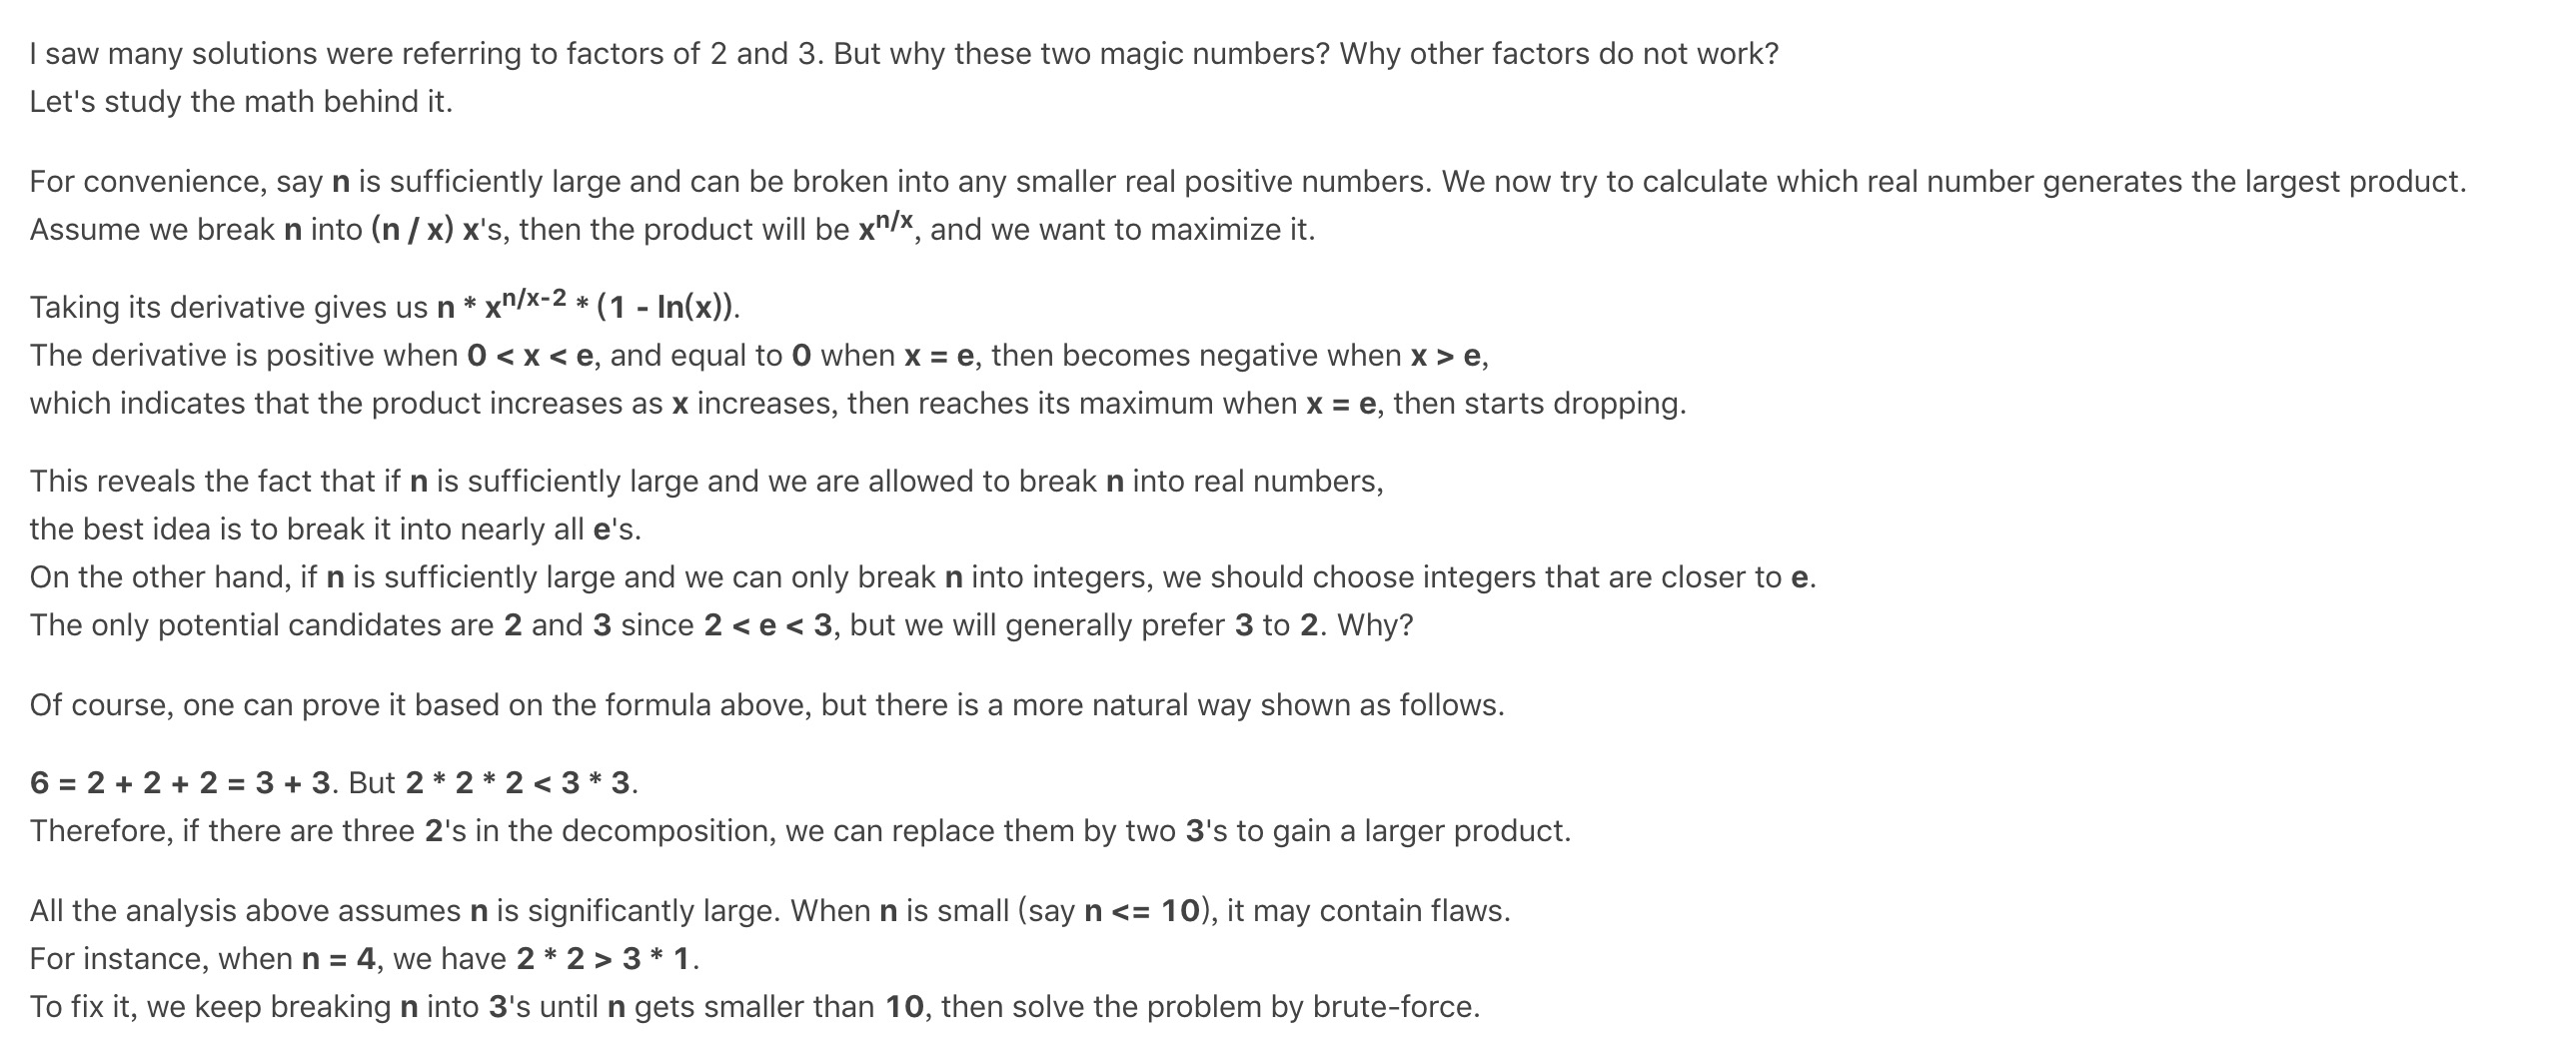 I saw many solutions were referring to factors of 2 and 3. But why these two magic numbers? Why other factors do not work?
Let's study the math behind it.
For convenience, say n is sufficiently large and can be broken into any smaller real positive numbers. We now try to calculate which real number generates the largest product.
Assume we break n into (n / x) x's, then the product will be xⁿ/ˣ, and we want to maximize it.
Taking its derivative gives us n * xⁿ/ˣ⁻² * (1 - ln(x)).
The derivative is positive when 0 < x < e, and equal to 0 when x = e, then becomes negative when x > e,
which indicates that the product increases as x increases, then reaches its maximum when x = e, then starts dropping.
This reveals the fact that if n is sufficiently large and we are allowed to break n into real numbers,
the best idea is to break it into nearly all e's.
On the other hand, if n is sufficiently large and we can only break n into integers, we should choose integers that are closer to e.
The only potential candidates are 2 and 3 since 2 < e < 3, but we will generally prefer 3 to 2. Why?
Of course, one can prove it based on the formula above, but there is a more natural way shown as follows.
6 = 2 + 2 + 2 = 3 + 3. But 2 * 2 * 2 < 3 * 3.
Therefore, if there are three 2's in the decomposition, we can replace them by two 3's to gain a larger product.
All the analysis above assumes n is significantly large. When n is small (say n <= 10), it may contain flaws.
For instance, when n = 4, we have 2 * 2 > 3 * 1.
To fix it, we keep breaking n into 3's until n gets smaller than 10, then solve the problem by brute-force.